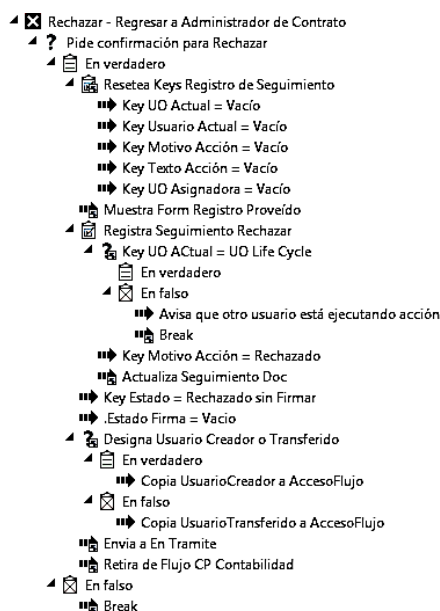 Rechazar - Regresar a Administrador de Contrato
Pide confirmación para Rechazar
En verdadero
Resetea Keys Registro de Seguimiento
Key UO Actual = Vacío
Key Usuario Actual = Vacío
Key Motivo Acción = Vacío
Key Texto Acción = Vacío
Key UO Asignadora = Vacío
Muestra Form Registro Proveído
Registra Seguimiento Rechazar
Key UO ACtual = UO Life Cycle
En verdadero
En falso
Avisa que otro usuario está ejecutando acción
Break
Key Motivo Acción = Rechazado
Actualiza Seguimiento Doc
Key Estado = Rechazado sin Firmar
.Estado Firma = Vacio
Designa Usuario Creador o Transferido
En verdadero
Copia UsuarioCreador a AccesoFlujo
En falso
Copia UsuarioTransferido a AccesoFlujo
Envia a En Tramite
Retira de Flujo CP Contabilidad
En falso
Break